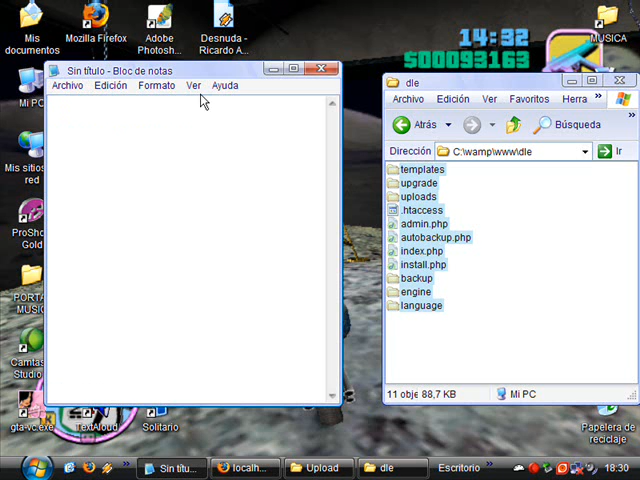 Mis documentos
Mozilla Firefox
Adobe Photosh...
Desnuda - Ricardo A...
14:32
$00093163
MUSICA
Mi PC
Mis sitios red
ProSho Gold
PORTA MUSIC
Camtas Studio
gta-vc.exe
TextAloud
Solitario
Papelera de reciclaje
Sin título - Bloc de notas
Archivo Edición Formato Ver Ayuda
dle
Archivo Edición Ver Favoritos Herra »
Atrás Búsqueda »
Dirección C:\wamp\www\dle Ir
templates
upgrade
uploads
.htaccess
admin.php
autobackup.php
index.php
install.php
backup
engine
language
11 obje 88,7 KB Mi PC
» Sin títu... localh... Upload dle Escritorio » 18:30